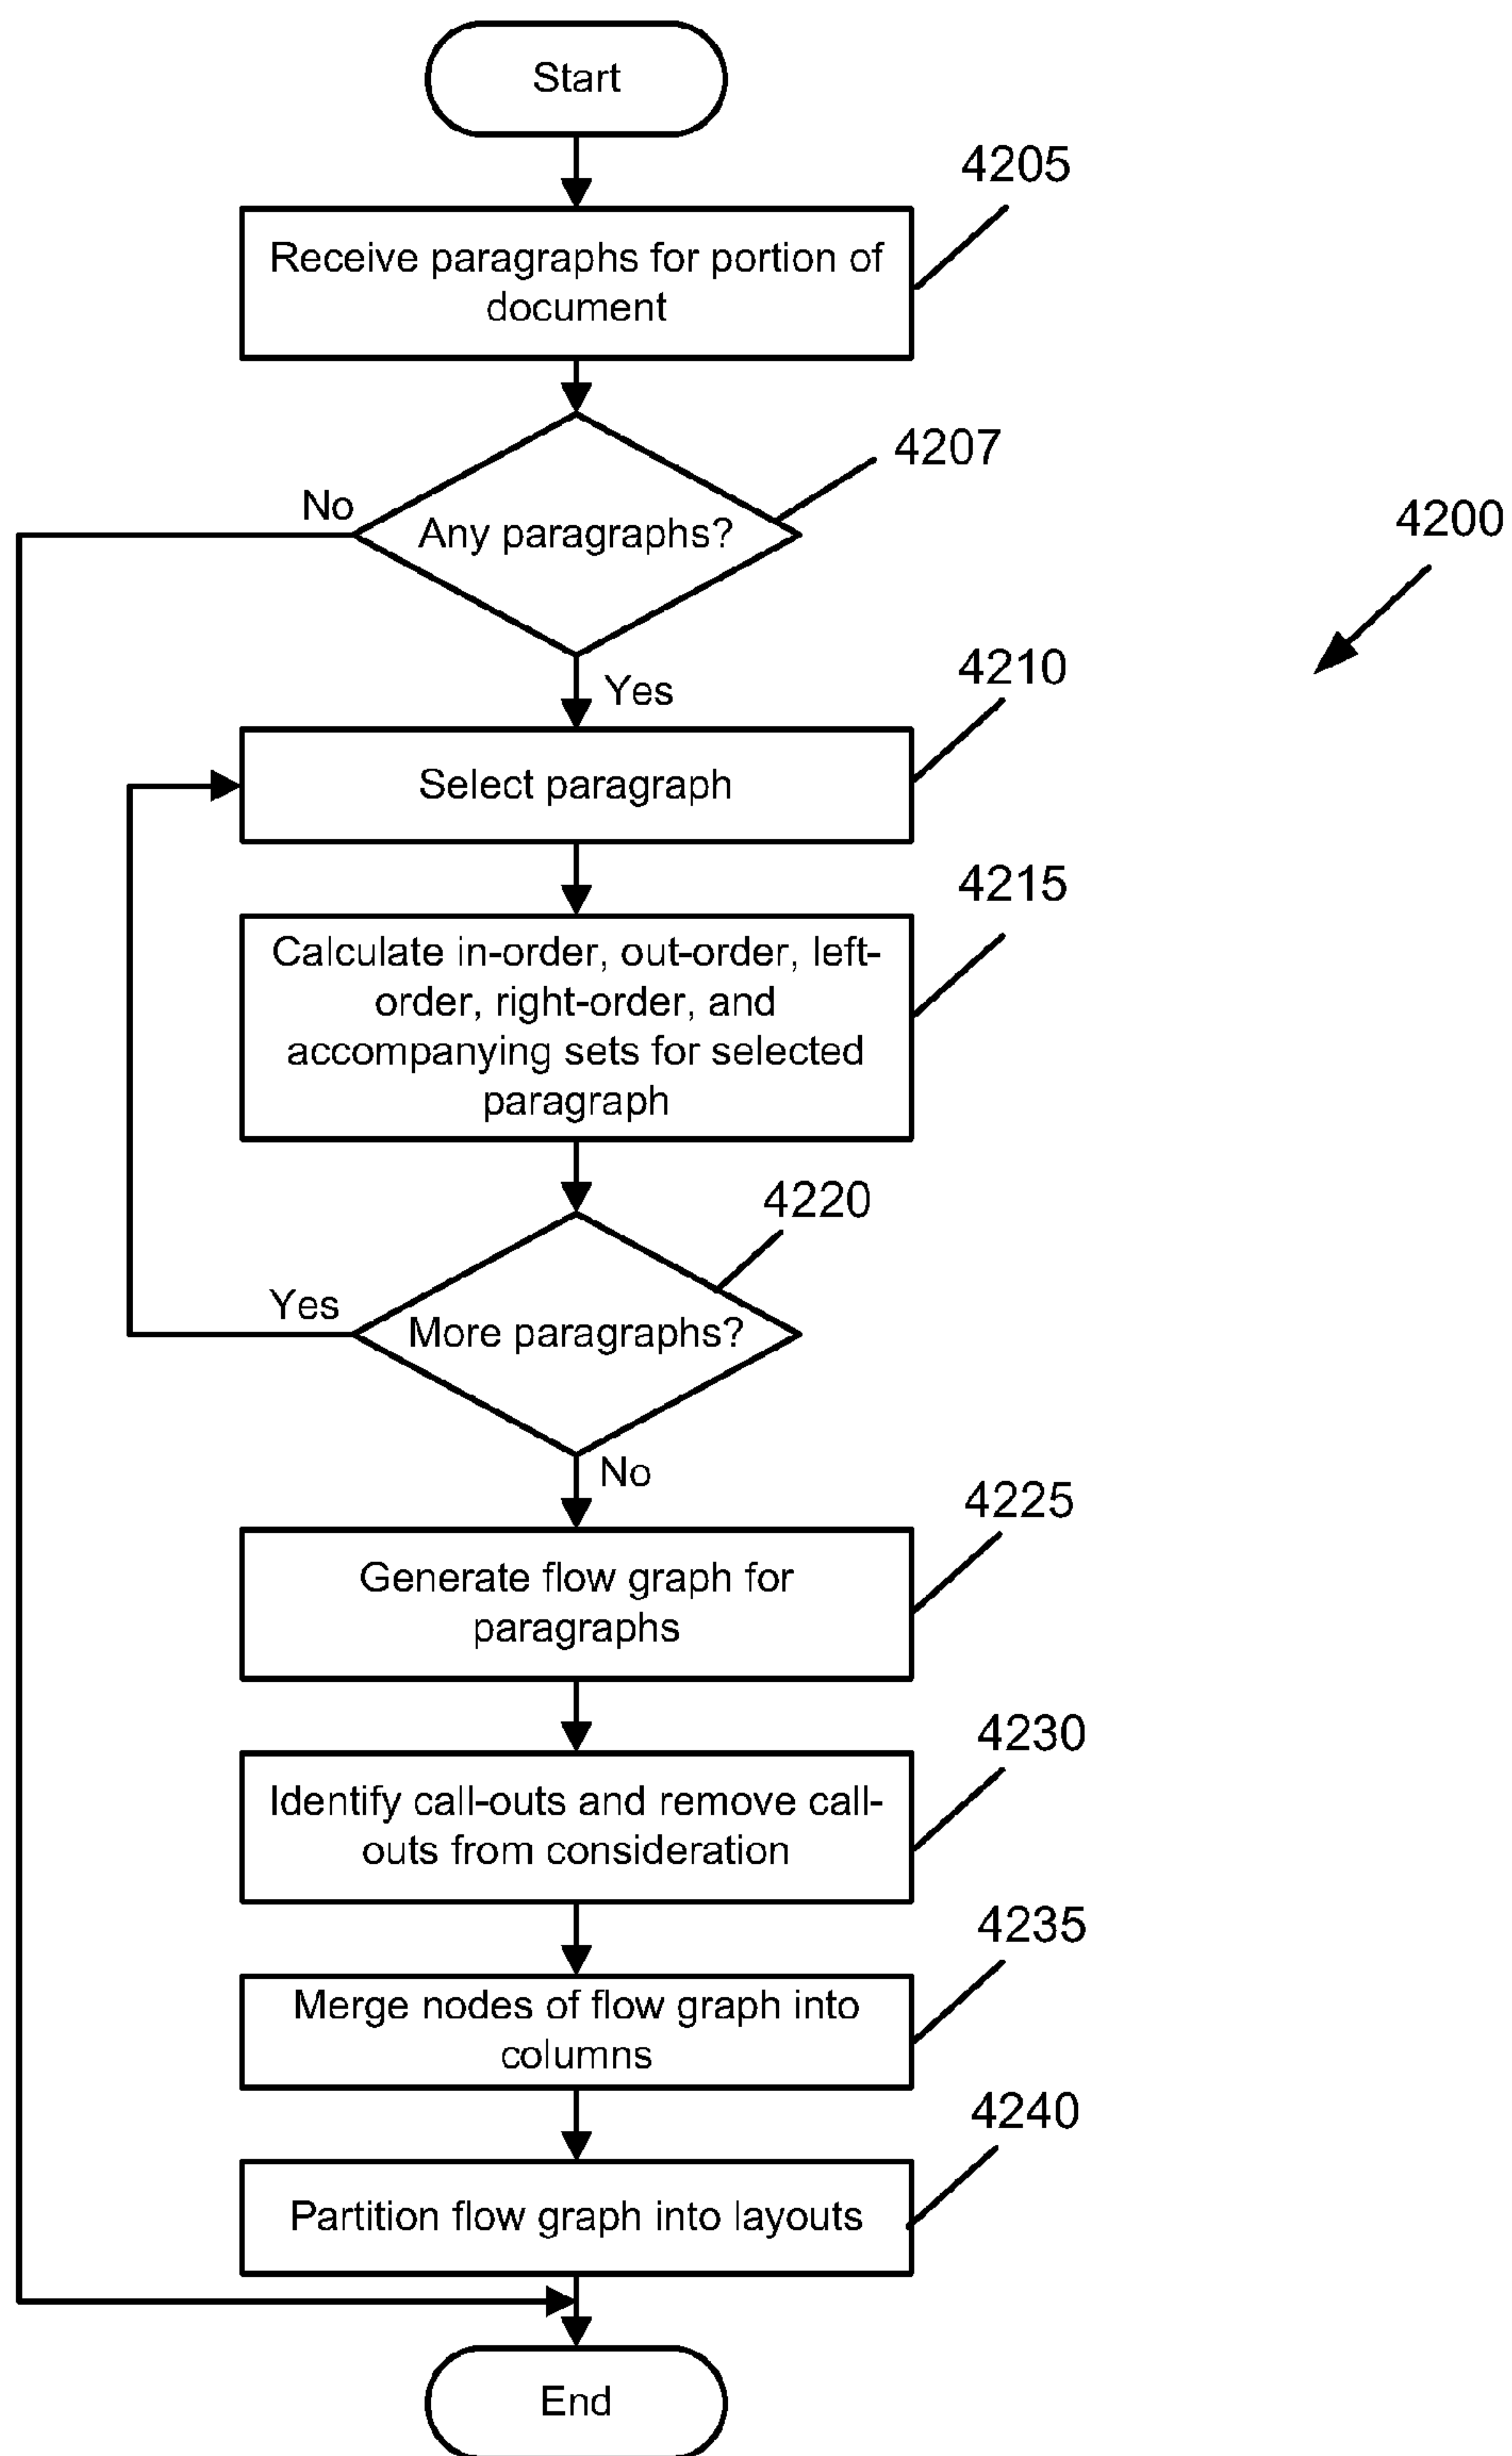 Start
4205
Receive paragraphs for portion of
document
4207
No
Any paragraphs?
4200
Yes
4210
Select paragraph
4215
Calculate in-order, out-order, left-
order, right-order, and
accompanying sets for selected
paragraph
4220
Yes
More paragraphs?
No
4225
Generate flow graph for
paragraphs
4230
Identify call-outs and remove call-
outs from consideration
4235
Merge nodes of flow graph into
columns
4240
Partition flow graph into layouts
End